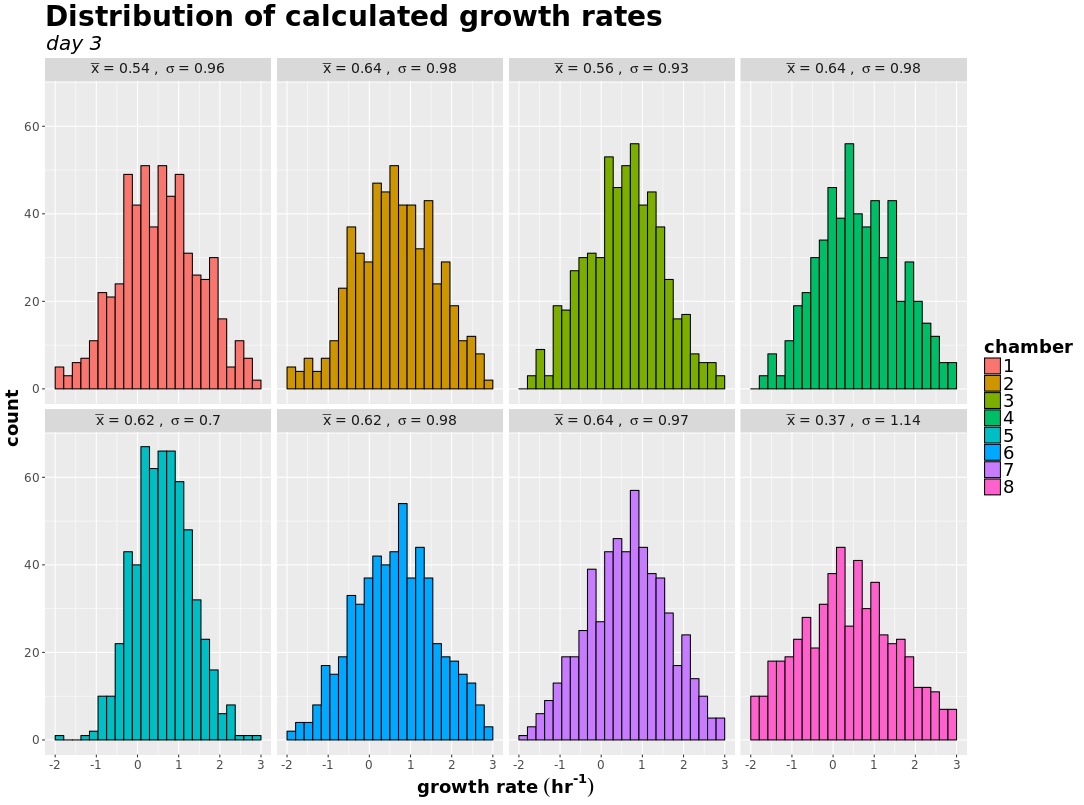 Distribution of calculated growth rates
day 3
x̅ = 0.54 , σ = 0.96
x̅ = 0.64 , σ = 0.98
x̅ = 0.56 , σ = 0.93
x̅ = 0.64 , σ = 0.98
60
40
20
0
x̅ = 0.62 , σ = 0.7
x̅ = 0.62 , σ = 0.98
x̅ = 0.64 , σ = 0.97
x̅ = 0.37 , σ = 1.14
60
40
20
0
-2 -1 0 1 2 3
-2 -1 0 1 2 3
-2 -1 0 1 2 3
-2 -1 0 1 2 3
count
growth rate (hr⁻¹)
chamber
1
2
3
4
5
6
7
8